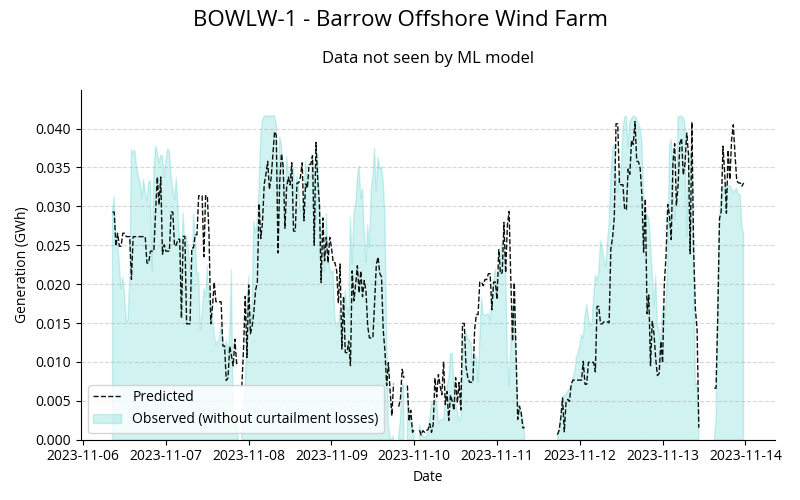 BOWLW-1 - Barrow Offshore Wind Farm
Data not seen by ML model
0.040
0.035
0.030
0.025
0.020
0.015
0.010
0.005
0.000
Generation (GWh)
Predicted
Observed (without curtailment losses)
2023-11-06 2023-11-07 2023-11-08 2023-11-09 2023-11-10 2023-11-11 2023-11-12 2023-11-13 2023-11-14
Date